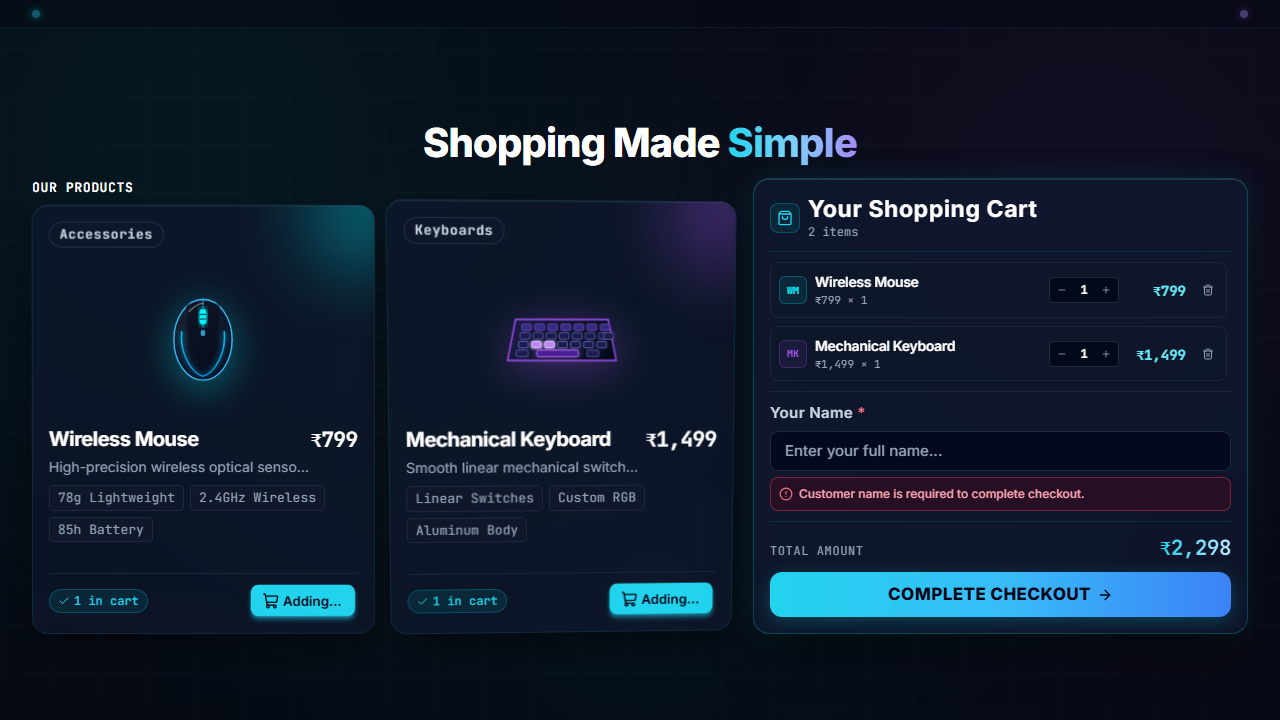 Shopping Made Simple
OUR PRODUCTS
Accessories
Wireless Mouse ₹799
High-precision wireless optical senso...
78g Lightweight 2.4GHz Wireless
85h Battery
1 in cart Adding...
Keyboards
Mechanical Keyboard ₹1,499
Smooth linear mechanical switch...
Linear Switches Custom RGB
Aluminum Body
1 in cart Adding...
Your Shopping Cart
2 items
WM Wireless Mouse − 1 + ₹799
₹799 × 1
MK Mechanical Keyboard − 1 + ₹1,499
₹1,499 × 1
Your Name *
Enter your full name...
Customer name is required to complete checkout.
TOTAL AMOUNT ₹2,298
COMPLETE CHECKOUT →